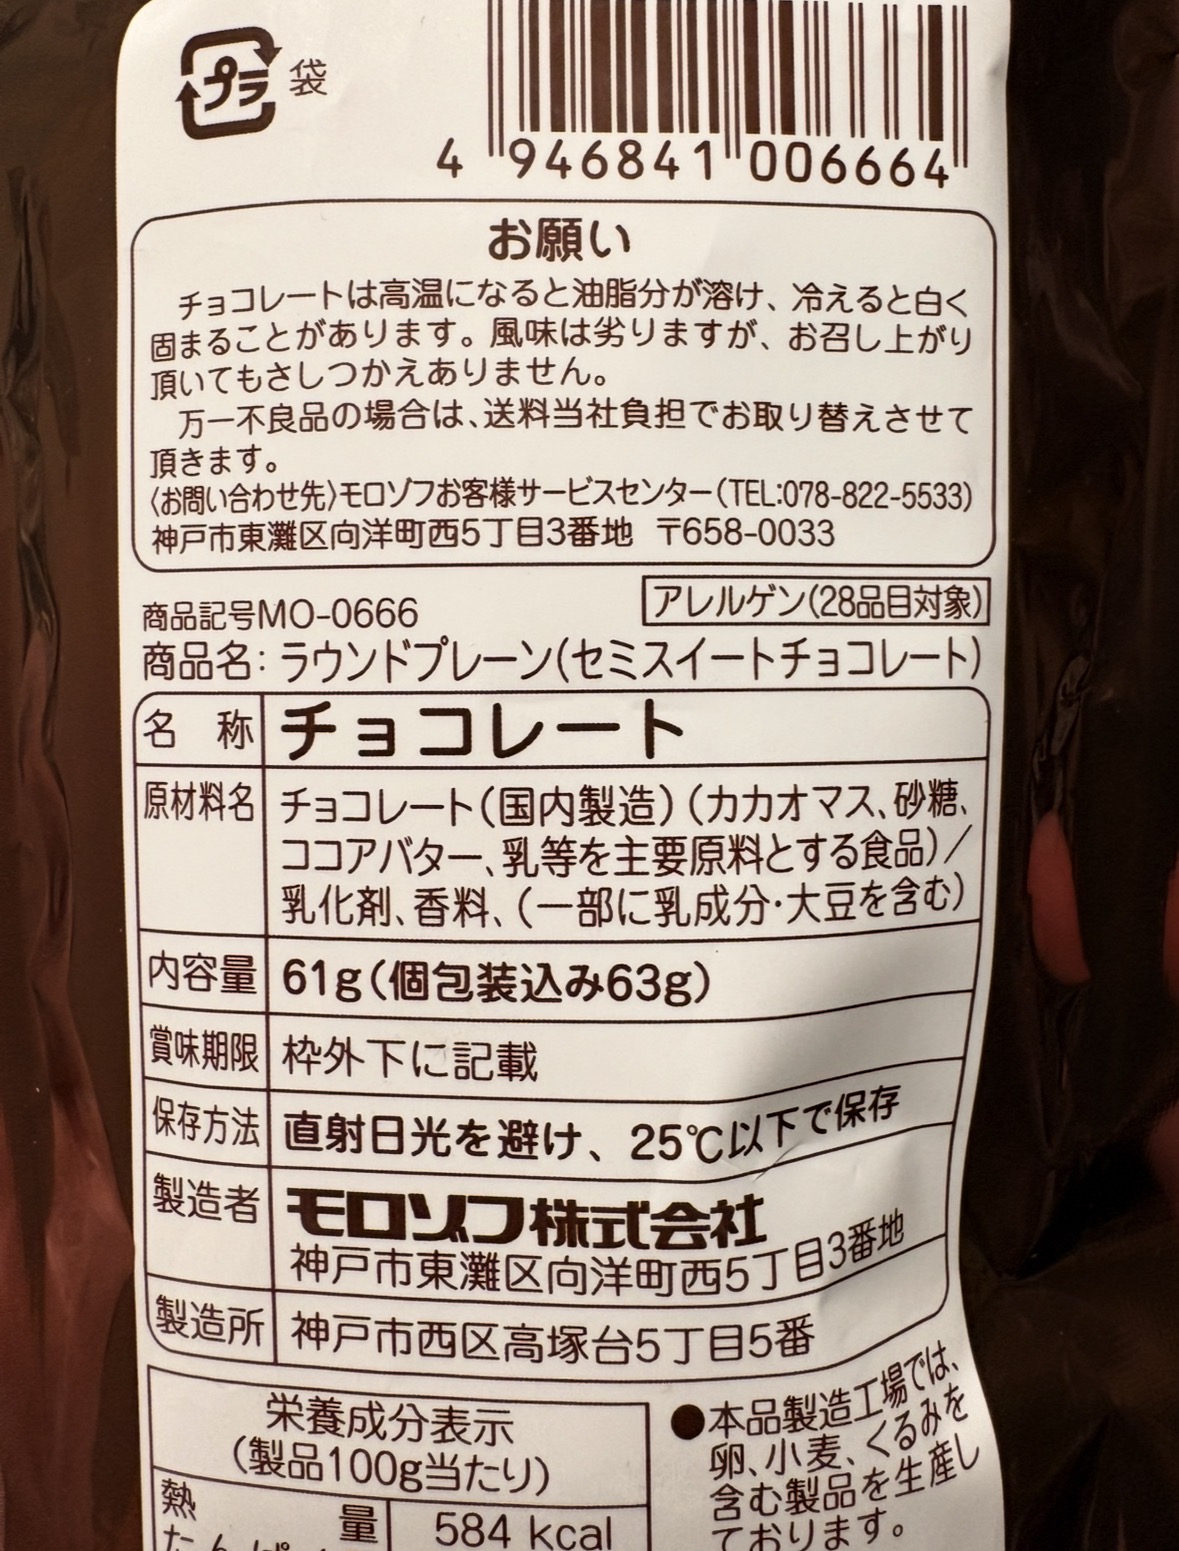 プラ 袋
4 946841 006664
お願い
チョコレートは高温になると油脂分が溶け、冷えると白く
固まることがあります。風味は劣りますが、お召し上がり
頂いてもさしつかえありません。
万一不良品の場合は、送料当社負担でお取り替えさせて
頂きます。
〈お問い合わせ先〉モロゾフお客様サービスセンター(TEL:078-822-5533)
神戸市東灘区向洋町西5丁目3番地 〒658-0033
商品記号MO-0666 アレルゲン(28品目対象)
商品名:ラウンドプレーン(セミスイートチョコレート)
名 称 チョコレート
原材料名 チョコレート(国内製造)(カカオマス、砂糖、
ココアバター、乳等を主要原料とする食品)/
乳化剤、香料、(一部に乳成分・大豆を含む)
内容量 61g(個包装込み63g)
賞味期限 枠外下に記載
保存方法 直射日光を避け、25℃以下で保存
製造者 モロゾフ株式会社
神戸市東灘区向洋町西5丁目3番地
製造所 神戸市西区高塚台5丁目5番
栄養成分表示
(製品100g当たり)
熱 量 584 kcal
●本品製造工場では、
卵、小麦、くるみを
含む製品を生産し
ております。